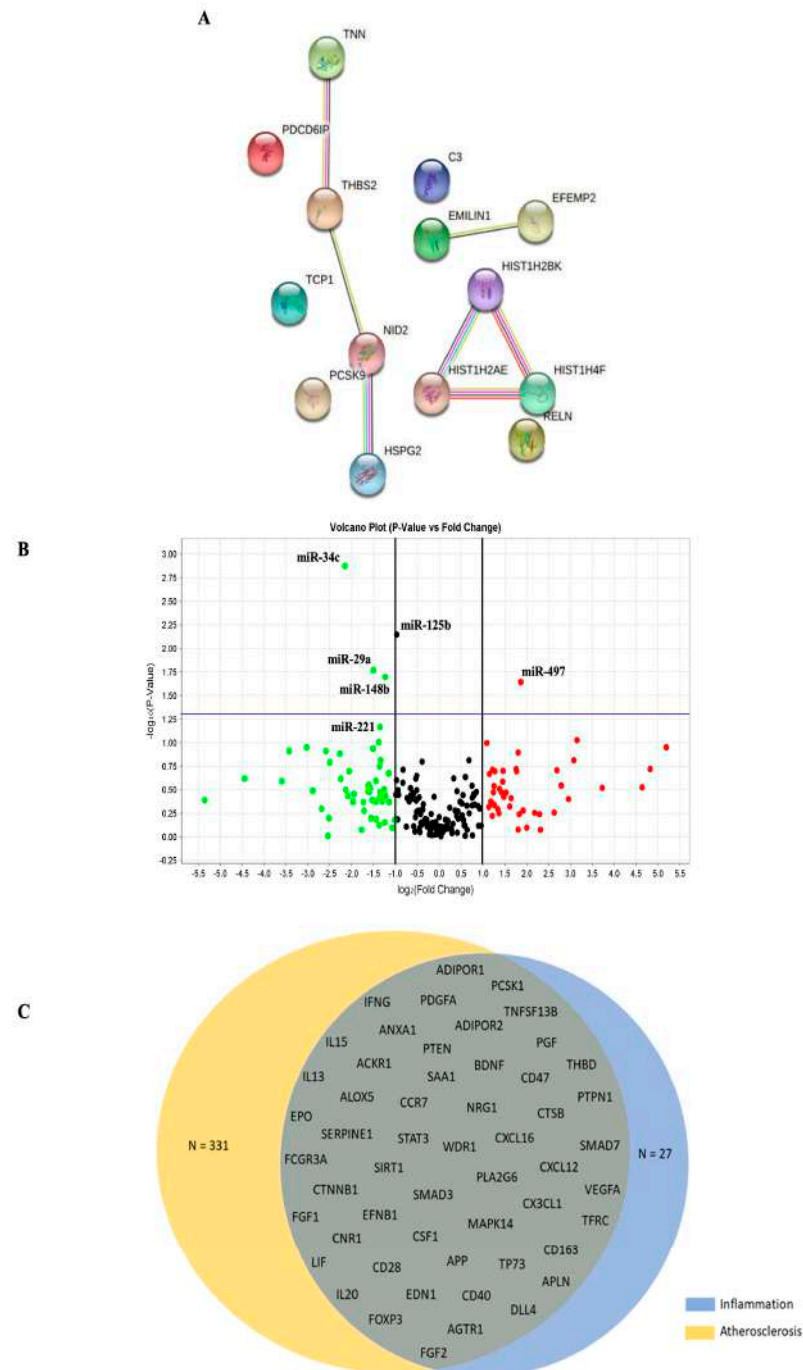 A
TNN
PDCD6IP
C3
THBS2
EFEMP2
EMILIN1
HIST1H2BK
TCP1
NID2
HIST1H2AE
HIST1H4F
PCSK9
RELN
HSPG2
B
Volcano Plot (P-Value vs Fold Change)
-log₁₀(P-Value)
3.00
2.75
2.50
2.25
2.00
1.75
1.50
1.25
1.00
0.75
0.50
0.25
0.00
-0.25
miR-34c
miR-125b
miR-29a
miR-497
miR-148b
miR-221
-5.5 -5.0 -4.5 -4.0 -3.5 -3.0 -2.5 -2.0 -1.5 -1.0 -0.5 0.0 0.5 1.0 1.5 2.0 2.5 3.0 3.5 4.0 4.5 5.0 5.5
log₂(Fold Change)
C
ADIPOR1
PCSK1
IFNG PDGFA
TNFSF13B
ANXA1 ADIPOR2
IL15 PTEN PGF
ACKR1 BDNF THBD
IL13 SAA1 CD47
ALOX5 CCR7 PTPN1
EPO NRG1 CTSB
SERPINE1 STAT3 CXCL16
N = 331 WDR1 SMAD7 N = 27
FCGR3A SIRT1 CXCL12
PLA2G6
CTNNB1 SMAD3 VEGFA
CX3CL1
FGF1 EFNB1 MAPK14 TFRC
CNR1 CSF1
CD163
LIF CD28 APP TP73
APLN
IL20 EDN1 CD40
DLL4
FOXP3 AGTR1
FGF2
Inflammation
Atherosclerosis